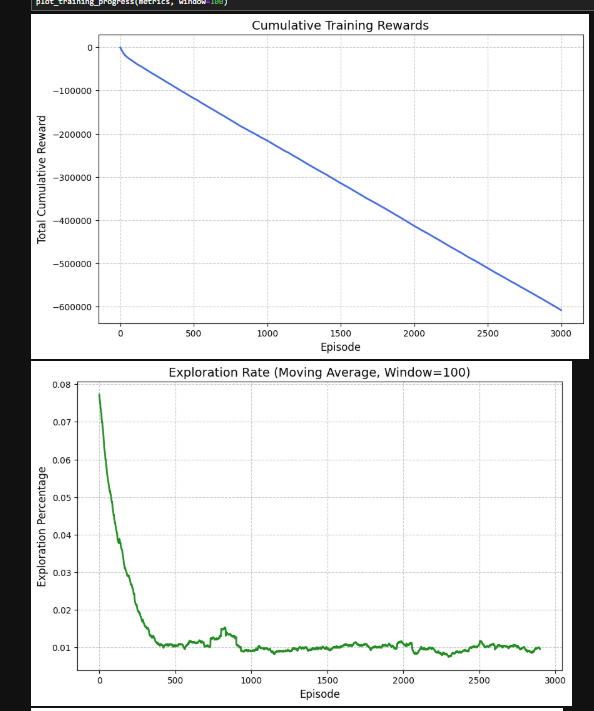 plot_training_progress(metrics, window=100)
Cumulative Training Rewards
Total Cumulative Reward
0
−100000
−200000
−300000
−400000
−500000
−600000
0 500 1000 1500 2000 2500 3000
Episode
Exploration Rate (Moving Average, Window=100)
Exploration Percentage
0.08
0.07
0.06
0.05
0.04
0.03
0.02
0.01
0 500 1000 1500 2000 2500 3000
Episode